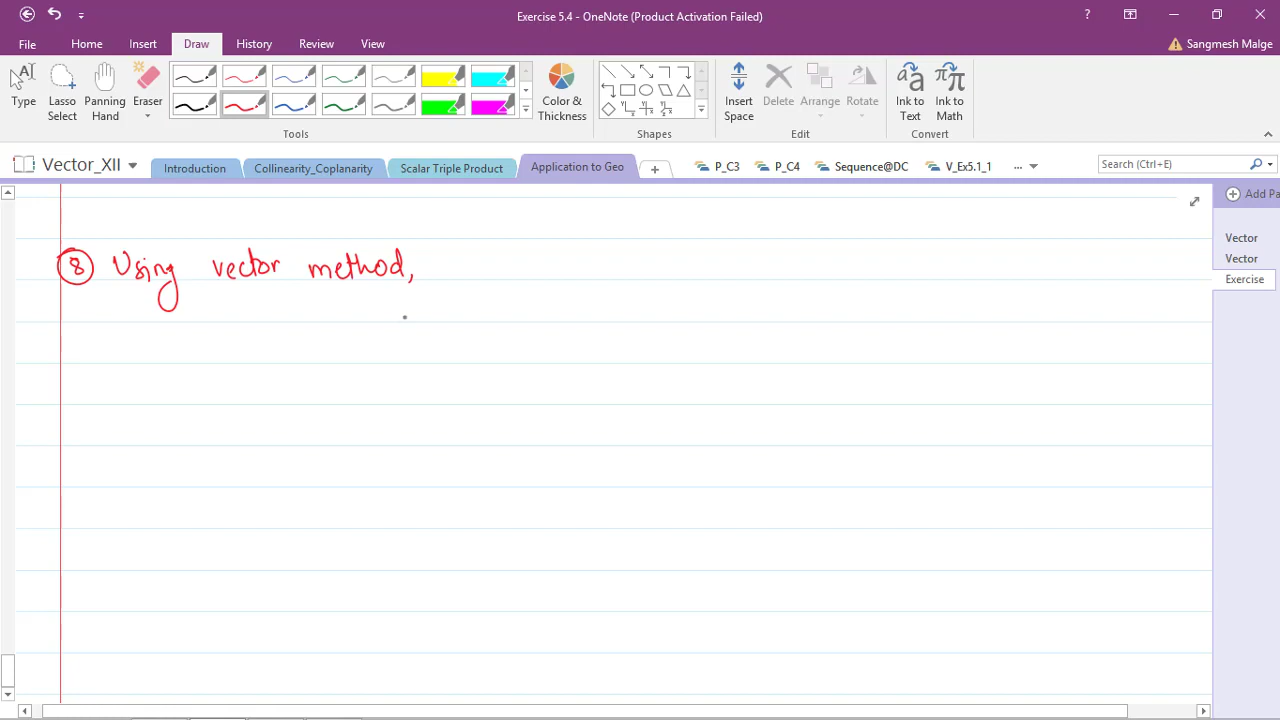 Exercise 5.4 - OneNote (Product Activation Failed)
?
File Home Insert Draw History Review View
Sangmesh Malge
Type
Lasso Select
Panning Hand
Eraser
Color & Thickness
Insert Space
Delete
Arrange
Rotate
Ink to Text
Ink to Math
Tools
Shapes
Edit
Convert
Vector_XII
Introduction
Collinearity_Coplanarity
Scalar Triple Product
Application to Geo
P_C3
P_C4
Sequence@DC
V_Ex5.1_1
...
Search (Ctrl+E)
Add Pa
Vector
Vector
Exercise
8 Using vector method,